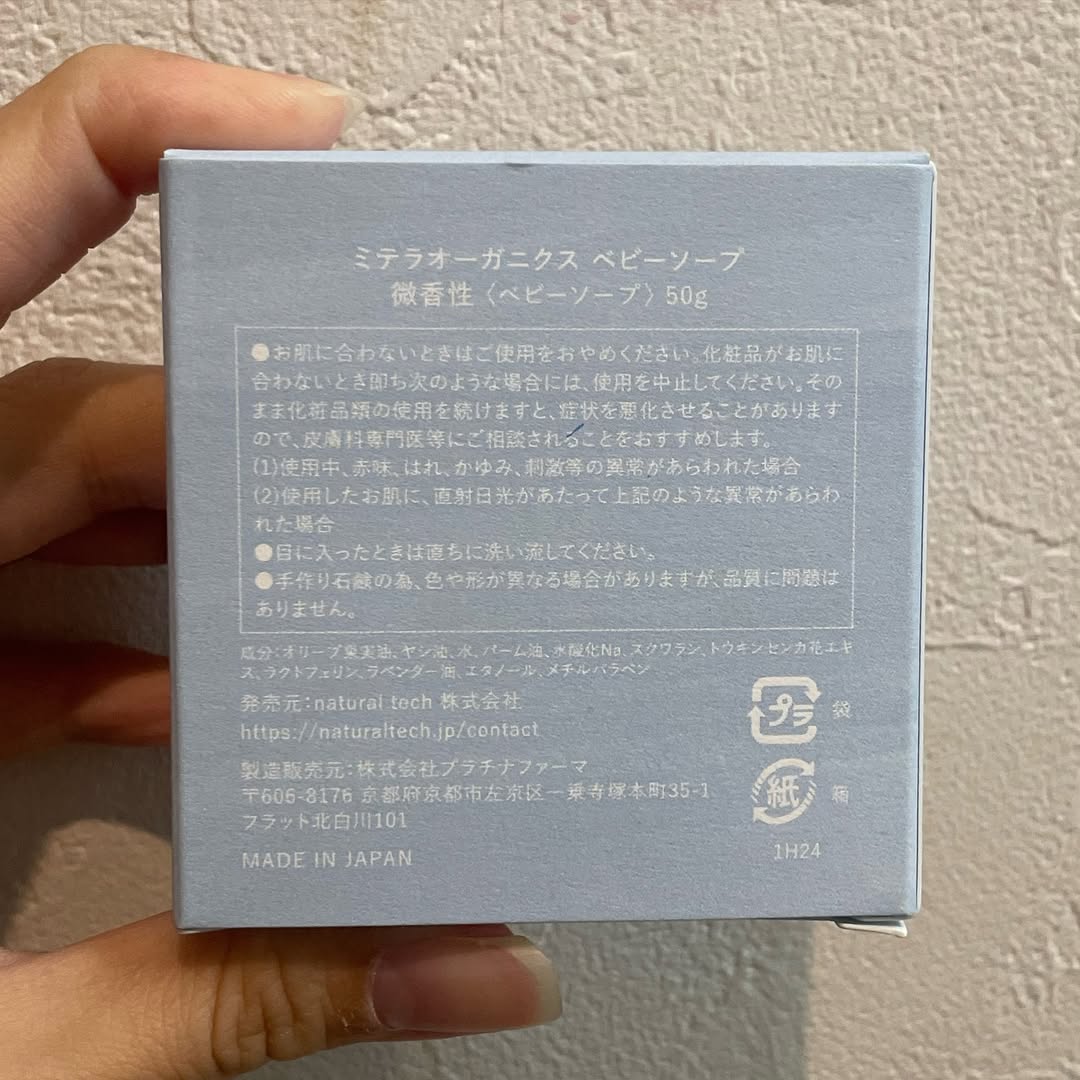 ミテラオーガニクス ベビーソープ
微香性〈ベビーソープ〉50g
●お肌に合わないときはご使用をおやめください。化粧品がお肌に
合わないとき即ち次のような場合には、使用を中止してください。その
まま化粧品類の使用を続けますと、症状を悪化させることがあります
ので、皮膚科専門医等にご相談されることをおすすめします。
(1)使用中、赤味、はれ、かゆみ、刺激等の異常があらわれた場合
(2)使用したお肌に、直射日光があたって上記のような異常があらわ
れた場合
●目に入ったときは直ちに洗い流してください。
●手作り石鹸の為、色や形が異なる場合がありますが、品質に問題は
ありません。
成分:オリーブ果実油、ヤシ油、水、パーム油、水酸化Na、スクワラン、トウキンセンカ花エキ
ス、ラクトフェリン、ラベンダー油、エタノール、メチルパラベン
発売元:natural tech 株式会社
https://naturaltech.jp/contact
プラ 袋
製造販売元:株式会社プラチナファーマ
〒606-8176 京都府京都市左京区一乗寺塚本町35-1
フラット北白川101
紙 箱
MADE IN JAPAN
1H24